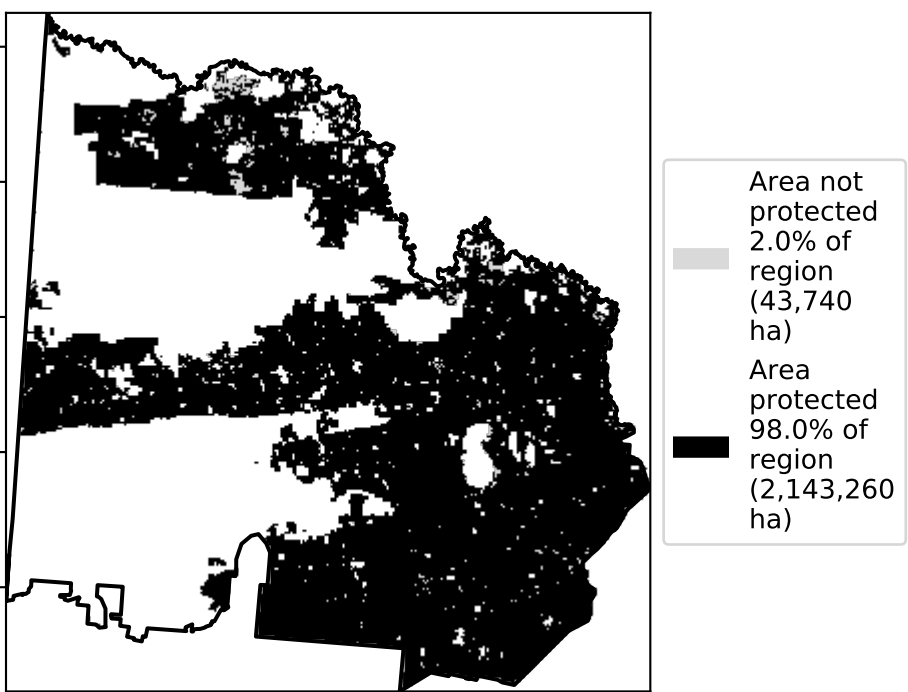 Area not
protected
2.0% of
region
(43,740
ha)
Area
protected
98.0% of
region
(2,143,260
ha)